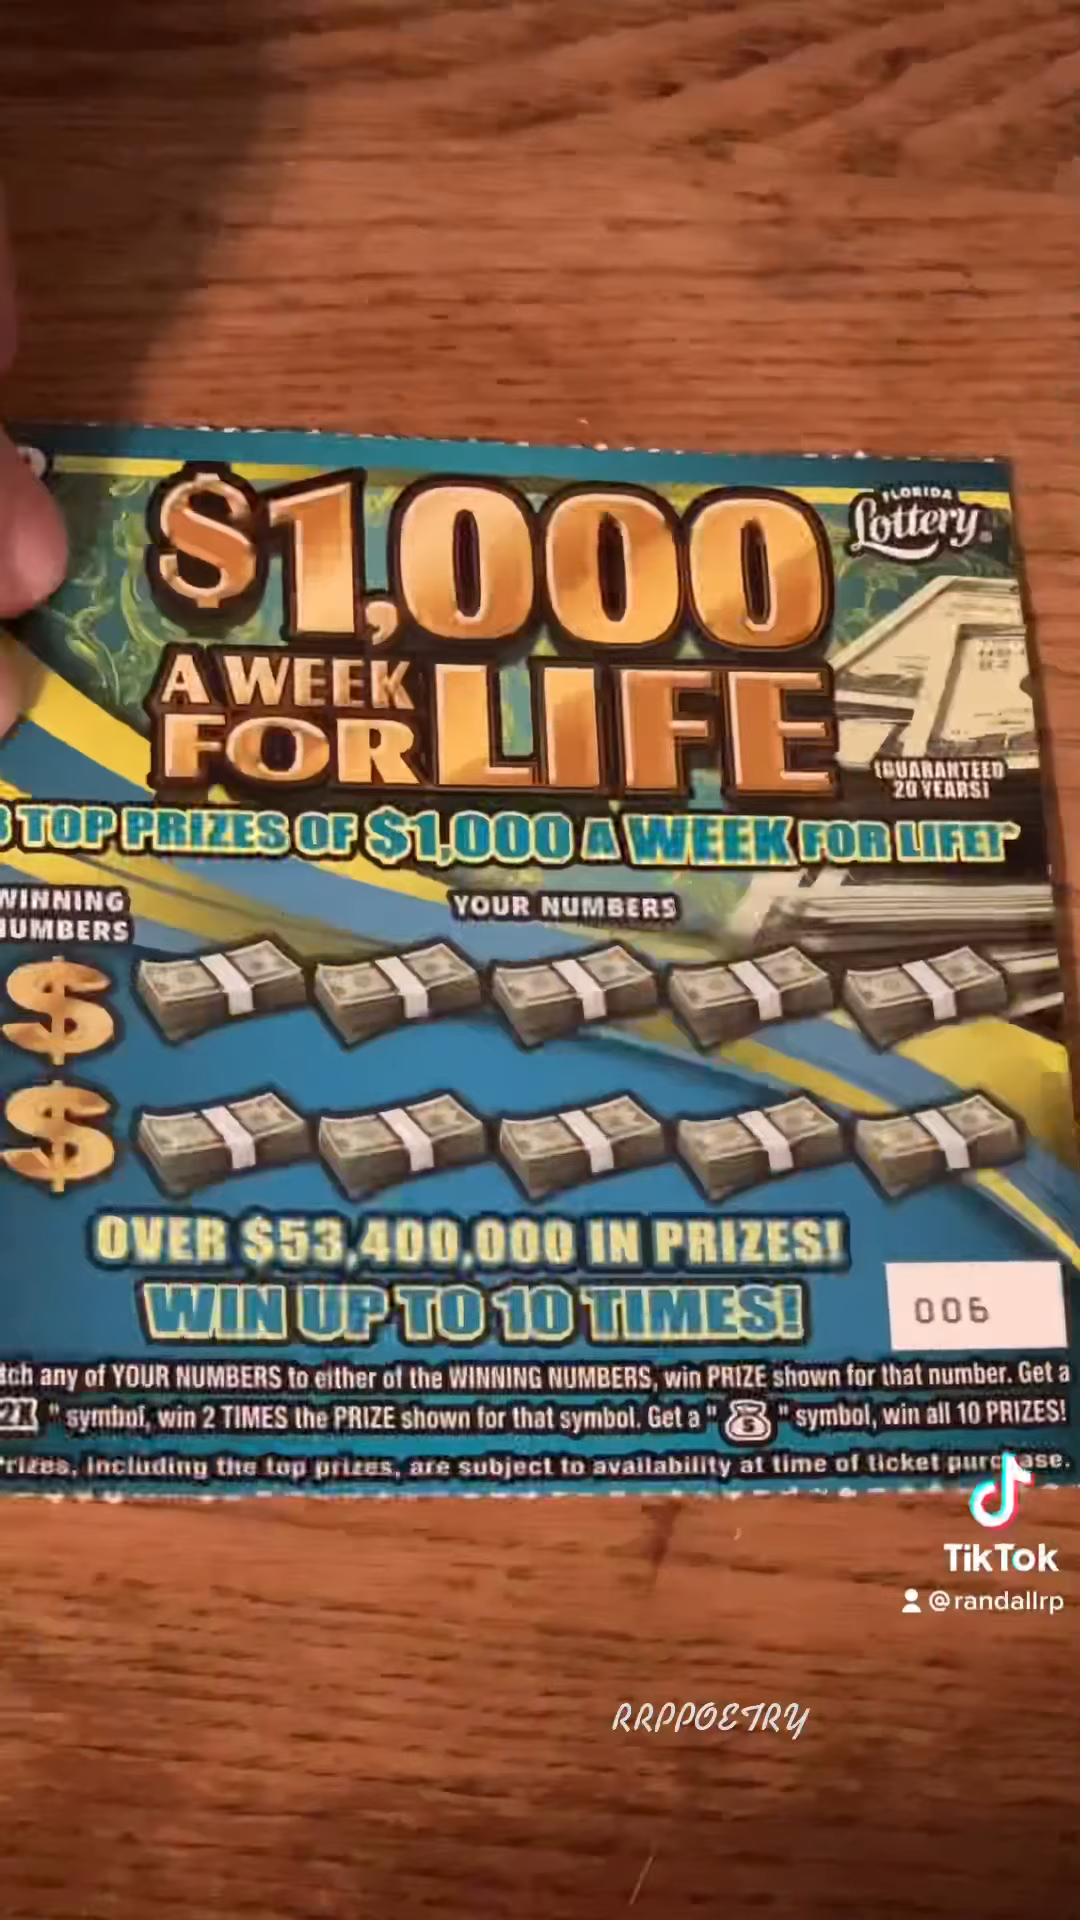 $1,000
FLORIDA
Lottery
A WEEK
FOR LIFE
(GUARANTEED
20 YEARS)
TOP PRIZES OF $1,000 A WEEK FOR LIFE!*
WINNING
NUMBERS
YOUR NUMBERS
$
$
OVER $53,400,000 IN PRIZES!
WIN UP TO 10 TIMES!
006
any of YOUR NUMBERS to either of the WINNING NUMBERS, win PRIZE shown for that number. Get a
2X " symbol, win 2 TIMES the PRIZE shown for that symbol. Get a " $ " symbol, win all 10 PRIZES!
Prizes, including the top prizes, are subject to availability at time of ticket purchase.
TikTok
@randallrp
RRPPOETRY